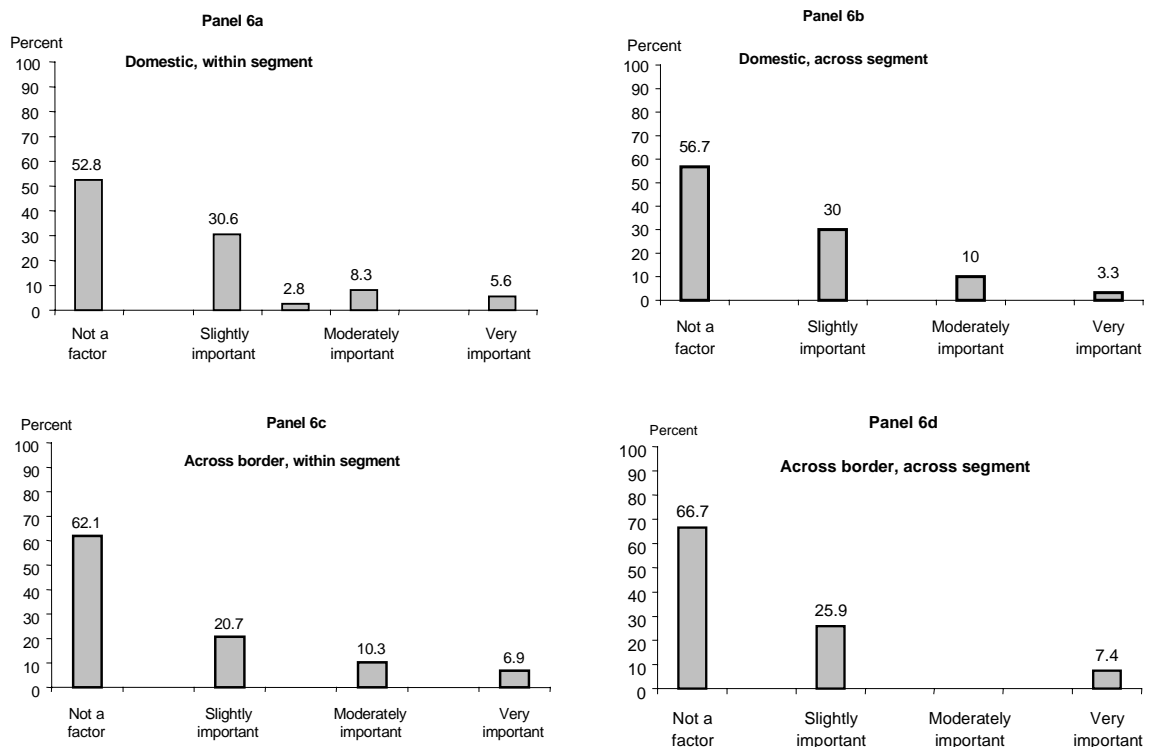 Panel 6a
Percent
Domestic, within segment
100
90
80
70
60
50
40
30
20
10
0
52.8
30.6
2.8
8.3
5.6
Not a
factor
Slightly
important
Moderately
important
Very
important
Panel 6b
Percent
Domestic, across segment
100
90
80
70
60
50
40
30
20
10
0
56.7
30
10
3.3
Not a
factor
Slightly
important
Moderately
important
Very
important
Panel 6c
Percent
Across border, within segment
100
90
80
70
60
50
40
30
20
10
0
62.1
20.7
10.3
6.9
Not a
factor
Slightly
important
Moderately
important
Very
important
Panel 6d
Percent
Across border, across segment
100
90
80
70
60
50
40
30
20
10
0
66.7
25.9
7.4
Not a
factor
Slightly
important
Moderately
important
Very
important